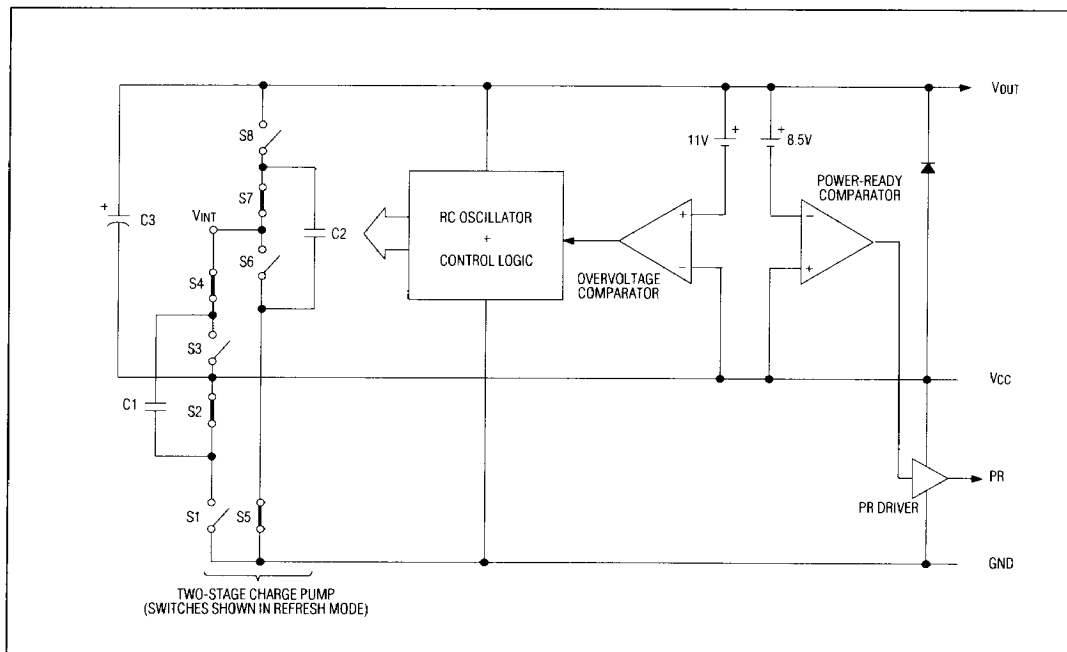 VOUT
S8
11V
+
+
8.5V
POWER-READY
COMPARATOR
S7
+
C3
VINT
C2
RC OSCILLATOR
+
CONTROL LOGIC
+
−
−
+
OVERVOLTAGE
COMPARATOR
S6
S4
S3
VCC
C1
S2
PR
PR DRIVER
S1
S5
GND
TWO-STAGE CHARGE PUMP
(SWITCHES SHOWN IN REFRESH MODE)